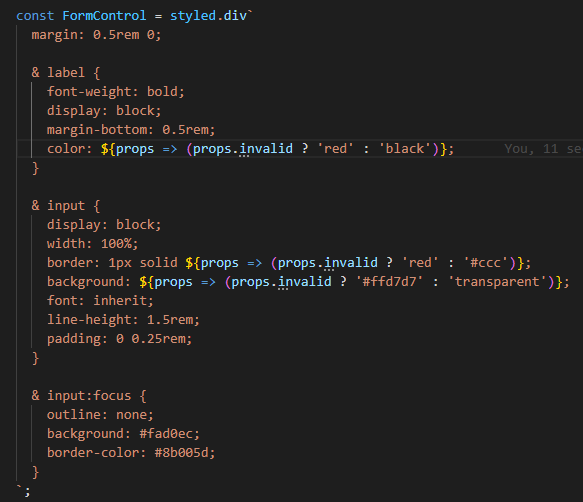 const FormControl = styled.div`
  margin: 0.5rem 0;

  & label {
    font-weight: bold;
    display: block;
    margin-bottom: 0.5rem;
    color: ${props => (props.invalid ? 'red' : 'black')};      You, 11 se
  }

  & input {
    display: block;
    width: 100%;
    border: 1px solid ${props => (props.invalid ? 'red' : '#ccc')};
    background: ${props => (props.invalid ? '#ffd7d7' : 'transparent')};
    font: inherit;
    line-height: 1.5rem;
    padding: 0 0.25rem;
  }

  & input:focus {
    outline: none;
    background: #fad0ec;
    border-color: #8b005d;
  }
`;